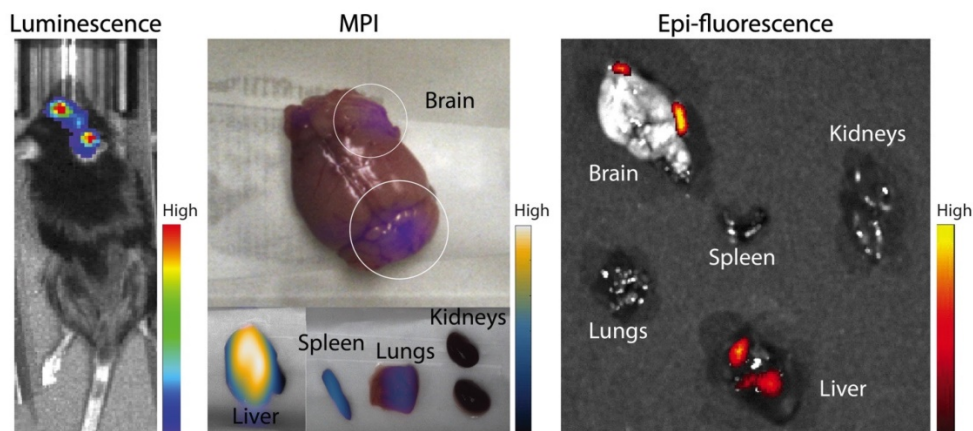 Luminescence
High
MPI
Brain
High
Liver
Spleen
Lungs
Kidneys
Epi-fluorescence
Brain
Kidneys
Spleen
Lungs
Liver
High